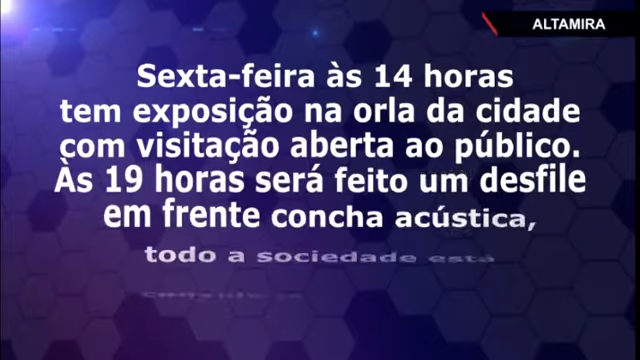 ALTAMIRA
Sexta-feira às 14 horas
tem exposição na orla da cidade
com visitação aberta ao público.
Às 19 horas será feito um desfile
em frente concha acústica,
todo a sociedade está